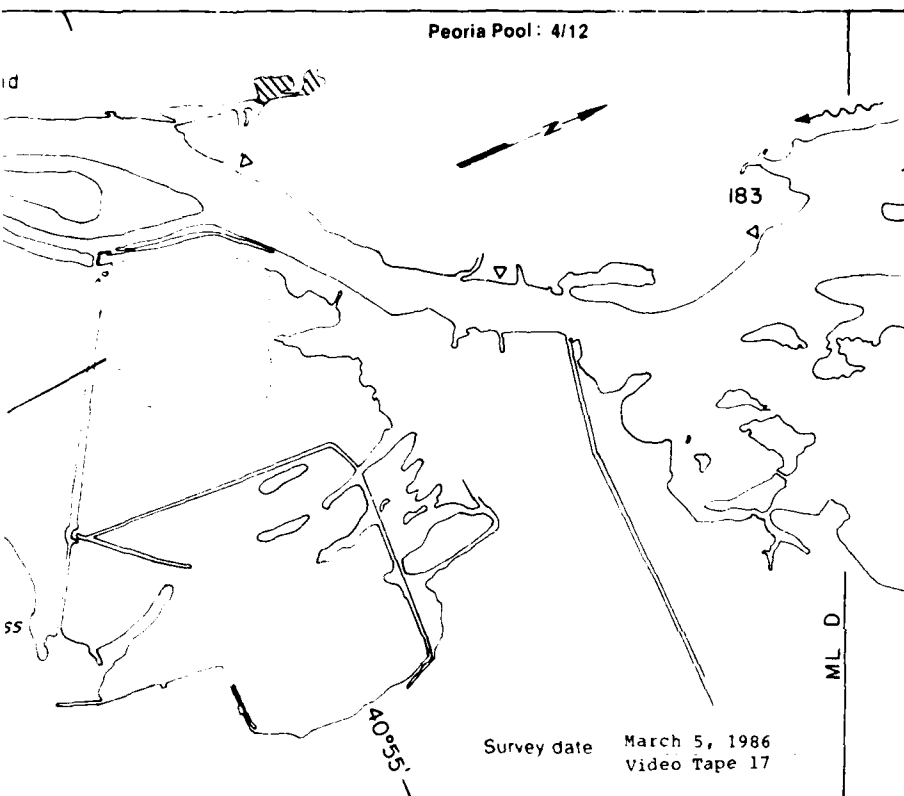 Peoria Pool: 4/12
N
183
ML D
40°55'
Survey date March 5, 1986
Video Tape 17